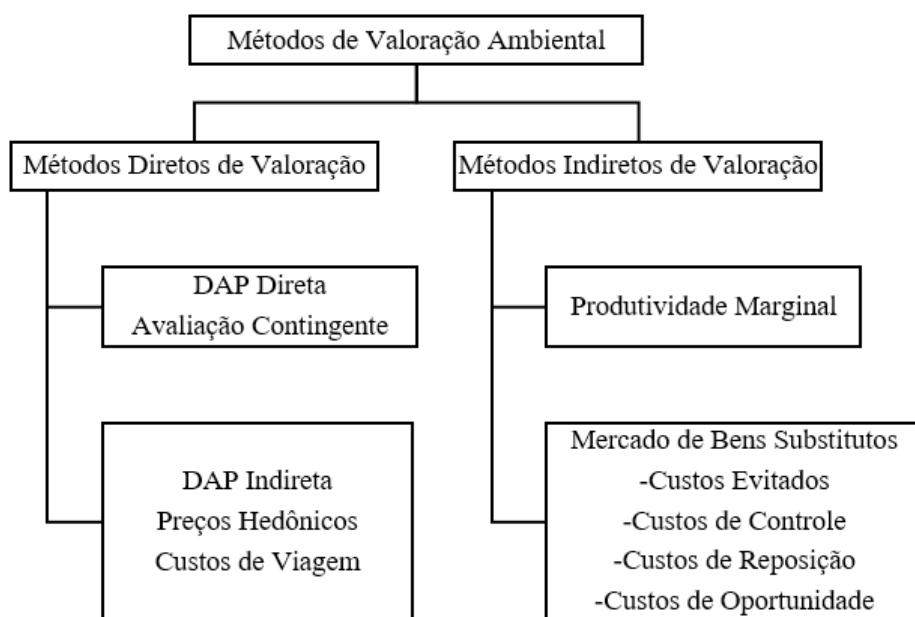 Métodos de Valoração Ambiental
Métodos Diretos de Valoração
DAP Direta
Avaliação Contingente
DAP Indireta
Preços Hedônicos
Custos de Viagem
Métodos Indiretos de Valoração
Produtividade Marginal
Mercado de Bens Substitutos
-Custos Evitados
-Custos de Controle
-Custos de Reposição
-Custos de Oportunidade